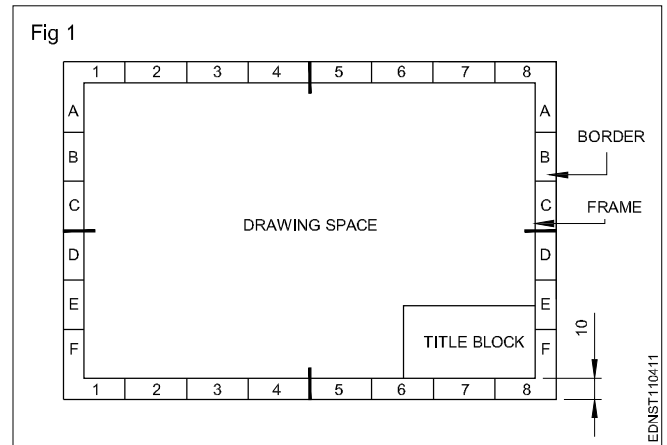 Fig 1
1 2 3 4 5 6 7 8
A A
B B
BORDER
C C
FRAME
DRAWING SPACE
D D
E E
10
TITLE BLOCK
F F
1 2 3 4 5 6 7 8
EDNST110411